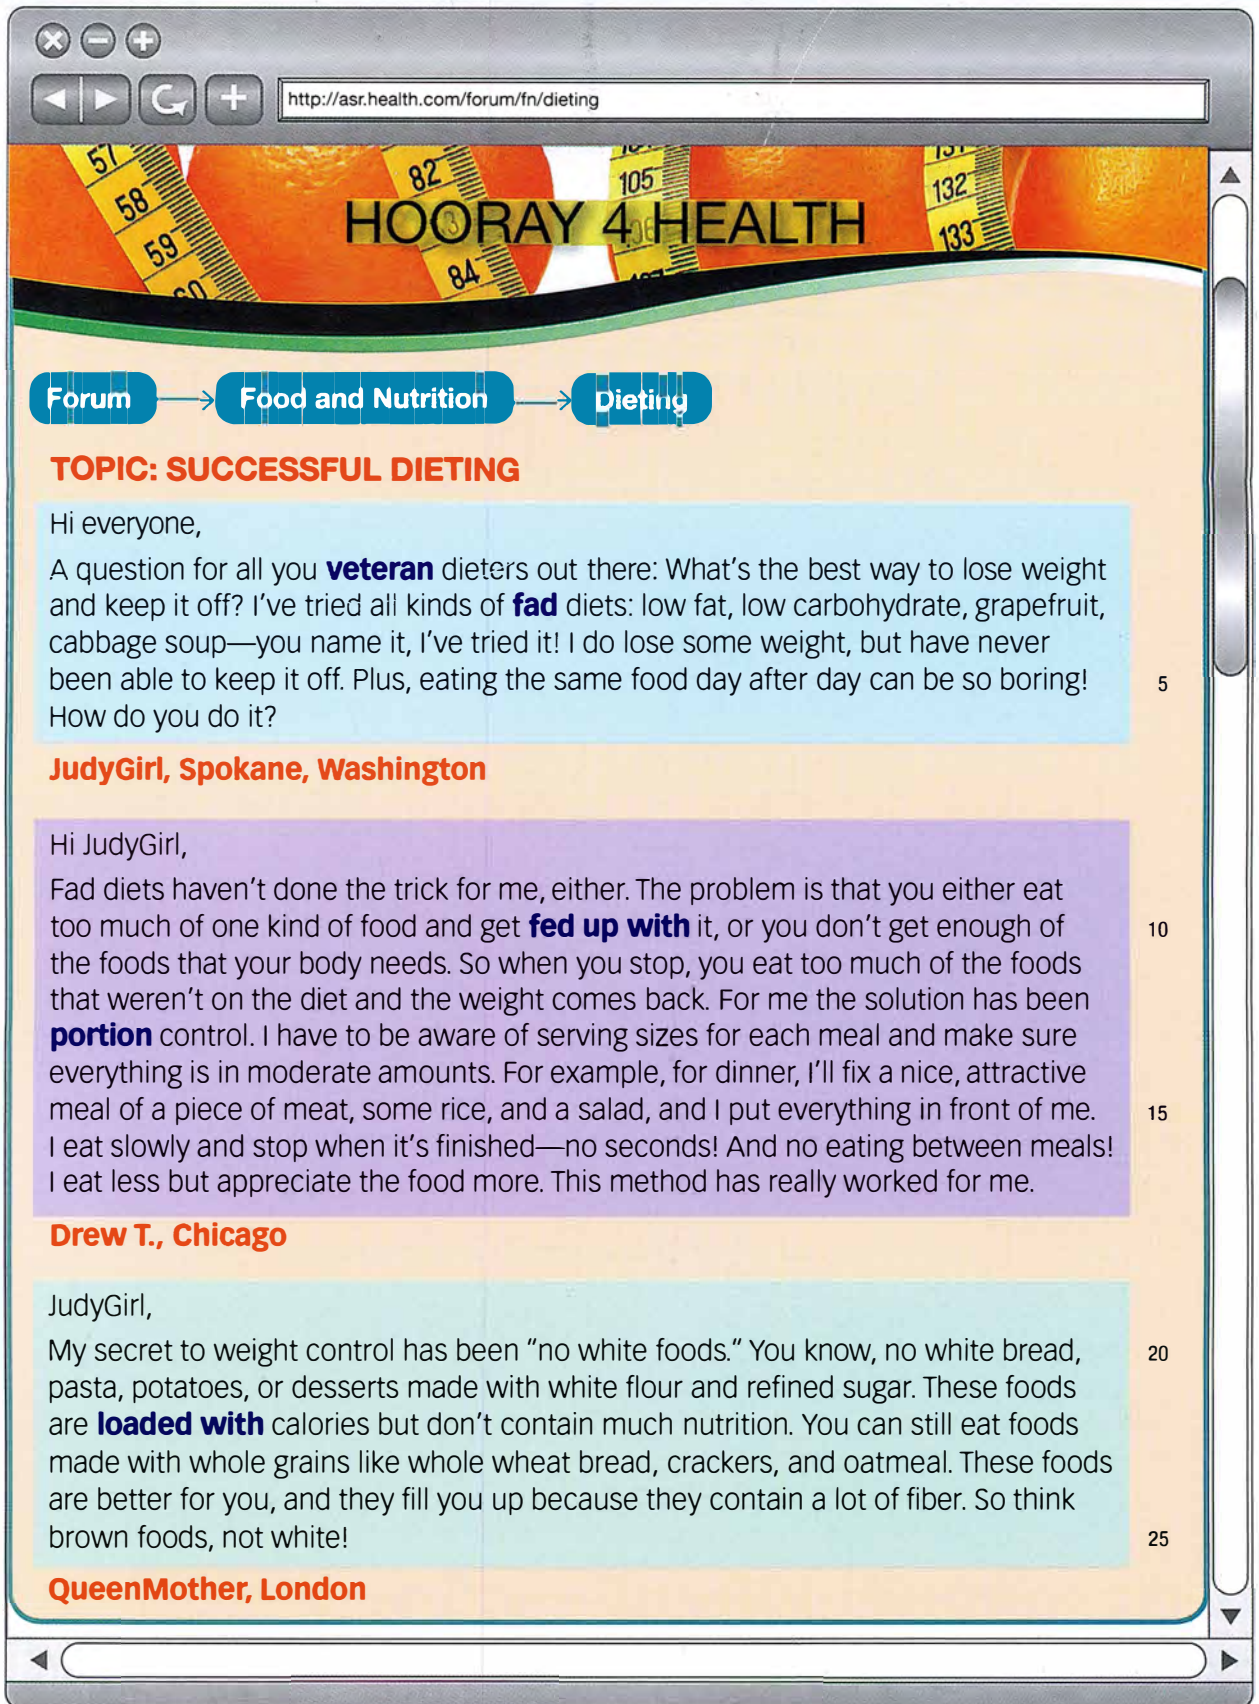 http://asr.health.com/forum/fn/dieting
57
58
59
60
82
84
105
132
133
HOORAY 4 HEALTH
Forum
Food and Nutrition
Dieting
TOPIC: SUCCESSFUL DIETING
Hi everyone,
A question for all you veteran dieters out there: What's the best way to lose weight
and keep it off? I've tried all kinds of fad diets: low fat, low carbohydrate, grapefruit,
cabbage soup—you name it, I've tried it! I do lose some weight, but have never
been able to keep it off. Plus, eating the same food day after day can be so boring! 5
How do you do it?
JudyGirl, Spokane, Washington
Hi JudyGirl,
Fad diets haven't done the trick for me, either. The problem is that you either eat
too much of one kind of food and get fed up with it, or you don't get enough of 10
the foods that your body needs. So when you stop, you eat too much of the foods
that weren't on the diet and the weight comes back. For me the solution has been
portion control. I have to be aware of serving sizes for each meal and make sure
everything is in moderate amounts. For example, for dinner, I'll fix a nice, attractive
meal of a piece of meat, some rice, and a salad, and I put everything in front of me. 15
I eat slowly and stop when it's finished—no seconds! And no eating between meals!
I eat less but appreciate the food more. This method has really worked for me.
Drew T., Chicago
JudyGirl,
My secret to weight control has been "no white foods." You know, no white bread, 20
pasta, potatoes, or desserts made with white flour and refined sugar. These foods
are loaded with calories but don't contain much nutrition. You can still eat foods
made with whole grains like whole wheat bread, crackers, and oatmeal. These foods
are better for you, and they fill you up because they contain a lot of fiber. So think
brown foods, not white! 25
QueenMother, London